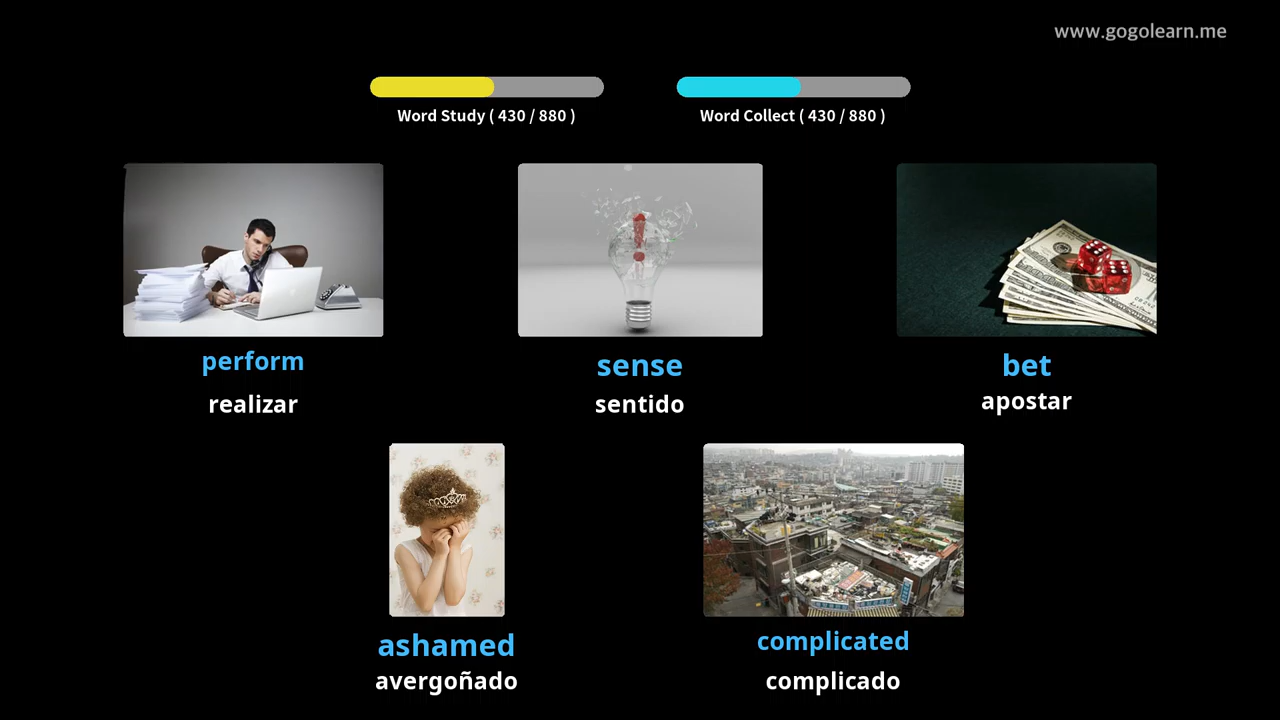 www.gogolearn.me
Word Study ( 430 / 880 )
Word Collect ( 430 / 880 )
perform
realizar
sense
sentido
bet
apostar
ashamed
avergoñado
complicated
complicado